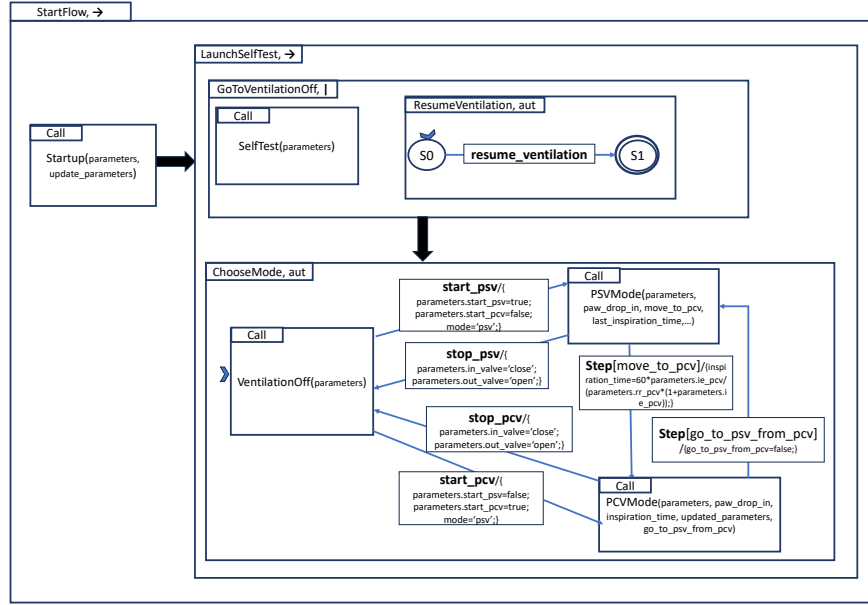 StartFlow, →
LaunchSelfTest, →
GoToVentilationOff, |
Call
SelfTest(parameters)
ResumeVentilation, aut
S0
resume_ventilation
S1
Call
Startup(parameters,
update_parameters)
ChooseMode, aut
Call
VentilationOff(parameters)
start_psv/{
parameters.start_psv=true;
parameters.start_pcv=false;
mode='psv';}
stop_psv/{
parameters.in_valve='close';
parameters.out_valve='open';}
stop_pcv/{
parameters.in_valve='close';
parameters.out_valve='open';}
start_pcv/{
parameters.start_psv=false;
parameters.start_pcv=true;
mode='psv';}
Call
PSVMode(parameters,
paw_drop_in, move_to_pcv,
last_inspiration_time,...)
Step[move_to_pcv]/{inspi
ration_time=60*parameters.ie_pcv/
(parameters.rr_pcv*(1+parameters.i
e_pcv));}
Step[go_to_psv_from_pcv]
/{go_to_psv_from_pcv=false;}
Call
PCVMode(parameters, paw_drop_in,
inspiration_time, updated_parameters,
go_to_psv_from_pcv)